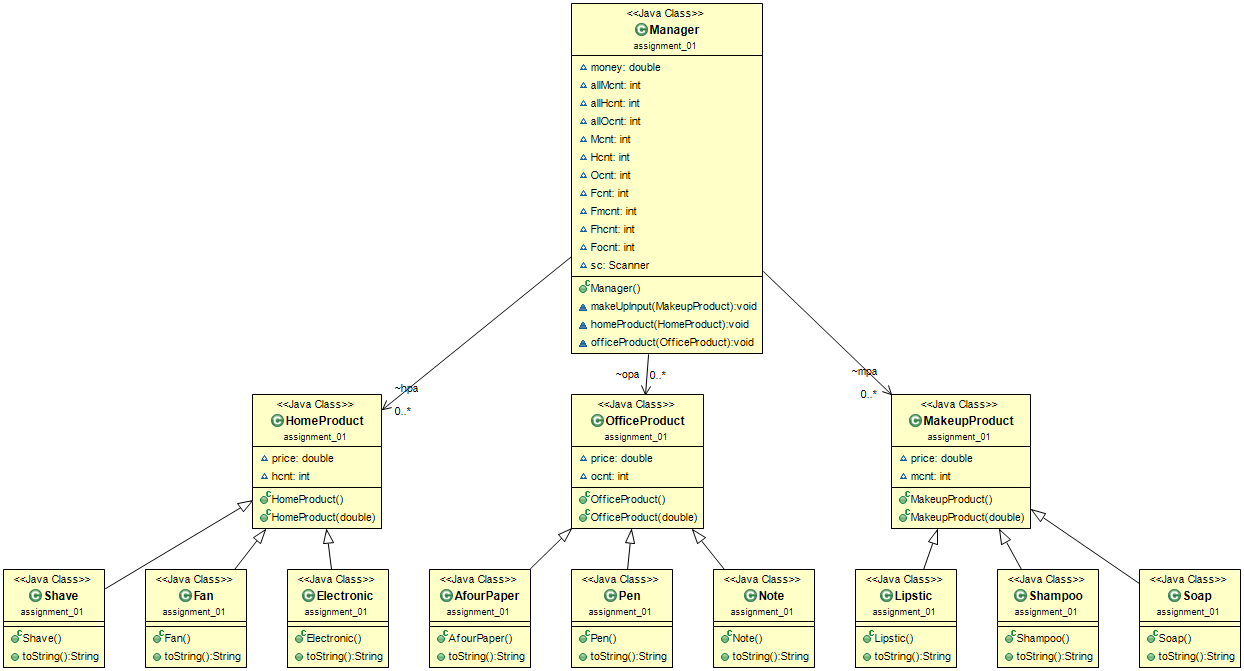 <<Java Class>>
Manager
assignment_01
money: double
allMcnt: int
allHcnt: int
allOcnt: int
Mcnt: int
Hcnt: int
Ocnt: int
Fcnt: int
Fmcnt: int
Fhcnt: int
Focnt: int
sc: Scanner
Manager()
makeUpInput(MakeupProduct):void
homeProduct(HomeProduct):void
officeProduct(OfficeProduct):void
~hpa
0..*
~opa 0..*
~mpa
0..*
<<Java Class>>
HomeProduct
assignment_01
price: double
hcnt: int
HomeProduct()
HomeProduct(double)
<<Java Class>>
OfficeProduct
assignment_01
price: double
ocnt: int
OfficeProduct()
OfficeProduct(double)
<<Java Class>>
MakeupProduct
assignment_01
price: double
mcnt: int
MakeupProduct()
MakeupProduct(double)
<<Java Class>>
Shave
assignment_01
Shave()
toString():String
<<Java Class>>
Fan
assignment_01
Fan()
toString():String
<<Java Class>>
Electronic
assignment_01
Electronic()
toString():String
<<Java Class>>
AfourPaper
assignment_01
AfourPaper()
toString():String
<<Java Class>>
Pen
assignment_01
Pen()
toString():String
<<Java Class>>
Note
assignment_01
Note()
toString():String
<<Java Class>>
Lipstic
assignment_01
Lipstic()
toString():String
<<Java Class>>
Shampoo
assignment_01
Shampoo()
toString():String
<<Java Class>>
Soap
assignment_01
Soap()
toString():String